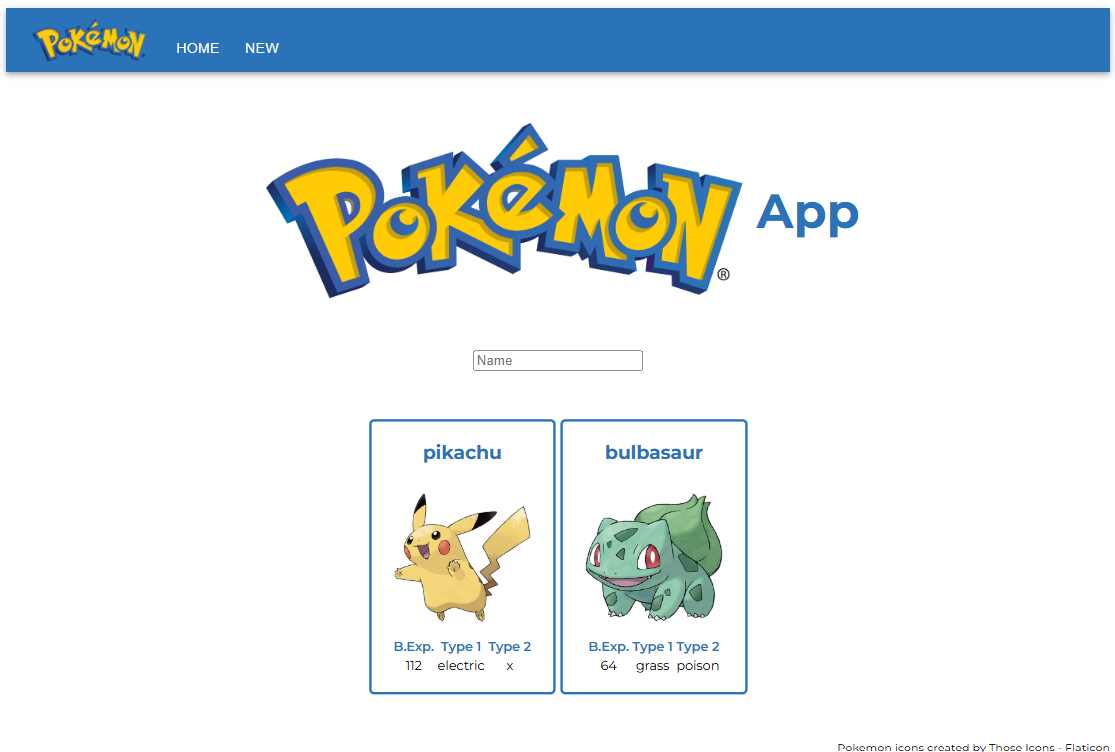 POKéMON HOME NEW
POKéMON® App
Name
pikachu bulbasaur
B.Exp. Type 1 Type 2 B.Exp. Type 1 Type 2
112 electric x 64 grass poison
Pokemon icons created by Those Icons - Flaticon